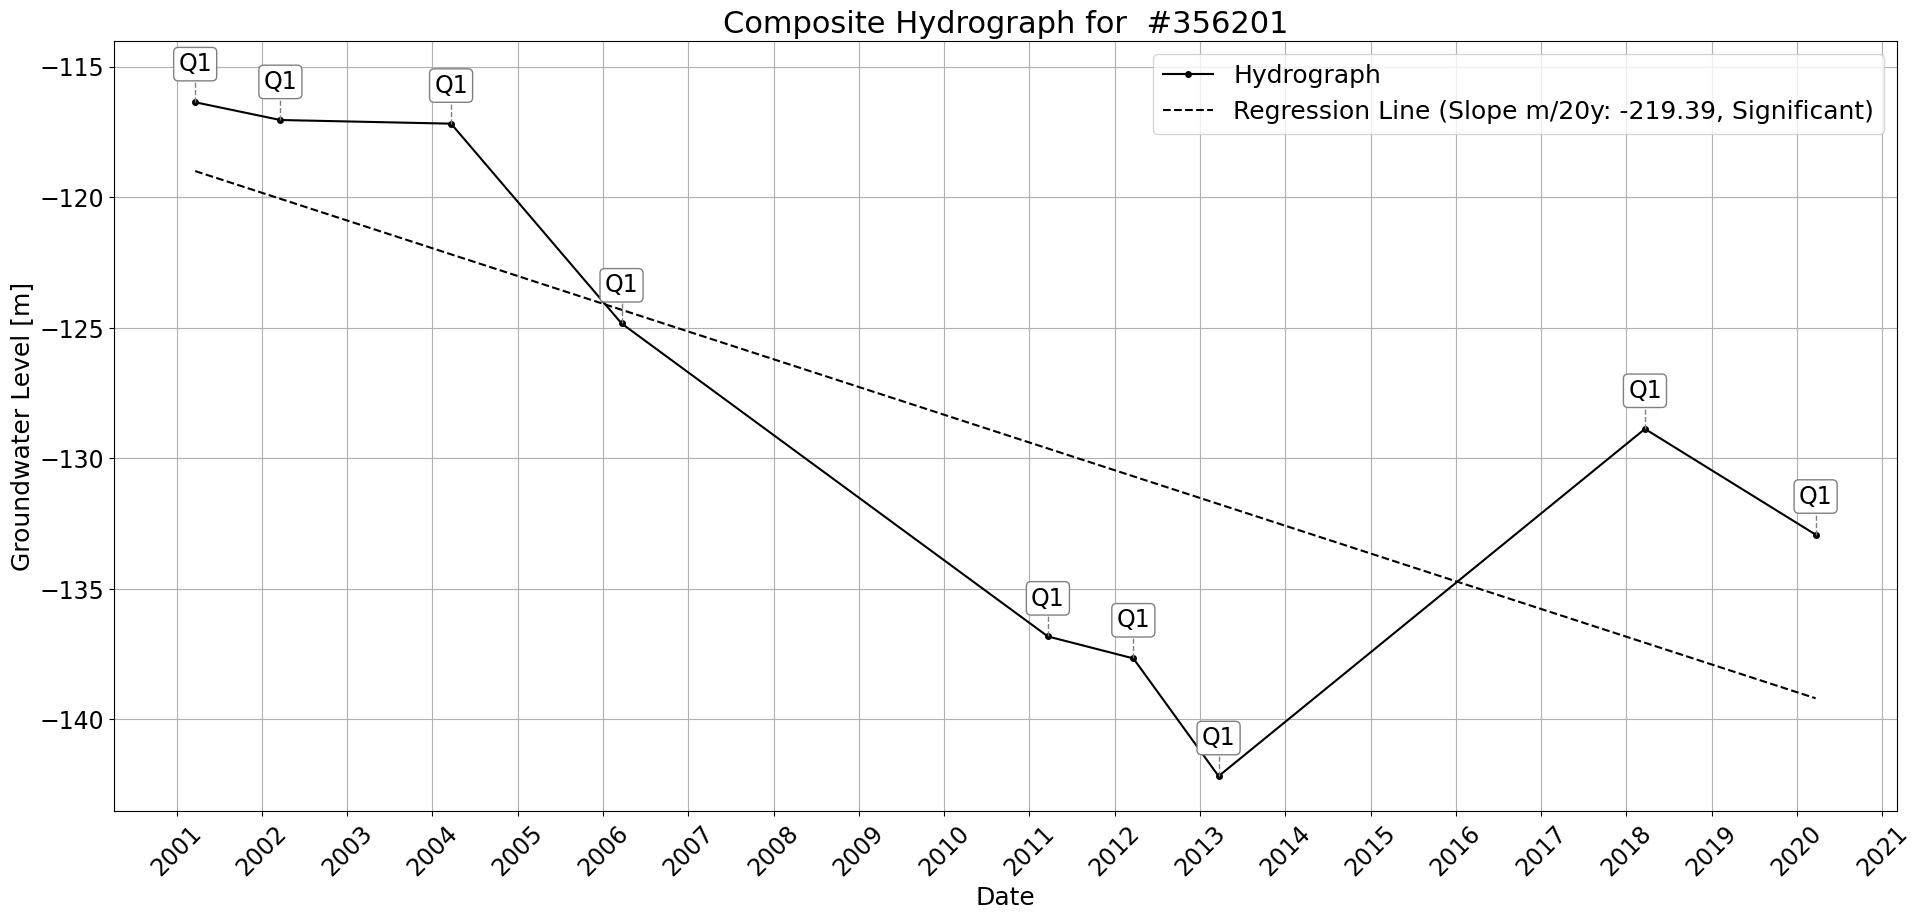 Composite Hydrograph for  #356201
Hydrograph
Regression Line (Slope m/20y: -219.39, Significant)
Groundwater Level [m]
−115
−120
−125
−130
−135
−140
Q1
Q1
Q1
Q1
Q1
Q1
Q1
Q1
Q1
2001
2002
2003
2004
2005
2006
2007
2008
2009
2010
2011
2012
2013
2014
2015
2016
2017
2018
2019
2020
2021
Date